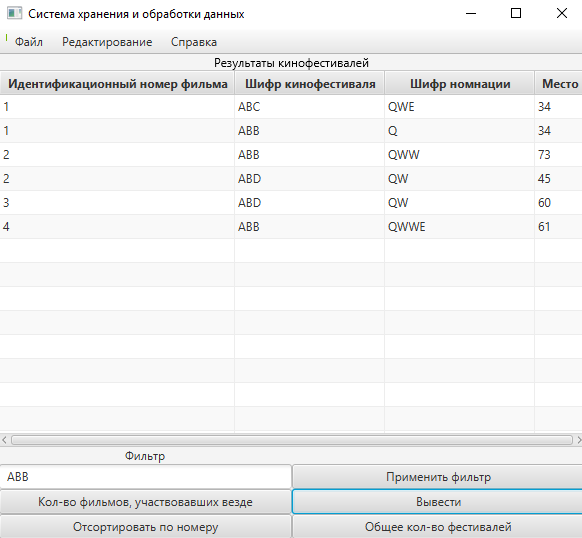 Система хранения и обработки данных
Файл Редактирование Справка
Результаты кинофестивалей
Идентификационный номер фильма Шифр кинофестиваля Шифр номнации Место
1 ABC QWE 34
1 ABB Q 34
2 ABB QWW 73
2 ABD QW 45
3 ABD QW 60
4 ABB QWWE 61
Фильтр
ABB Применить фильтр
Кол-во фильмов, участвовавших везде Вывести
Отсортировать по номеру Общее кол-во фестивалей